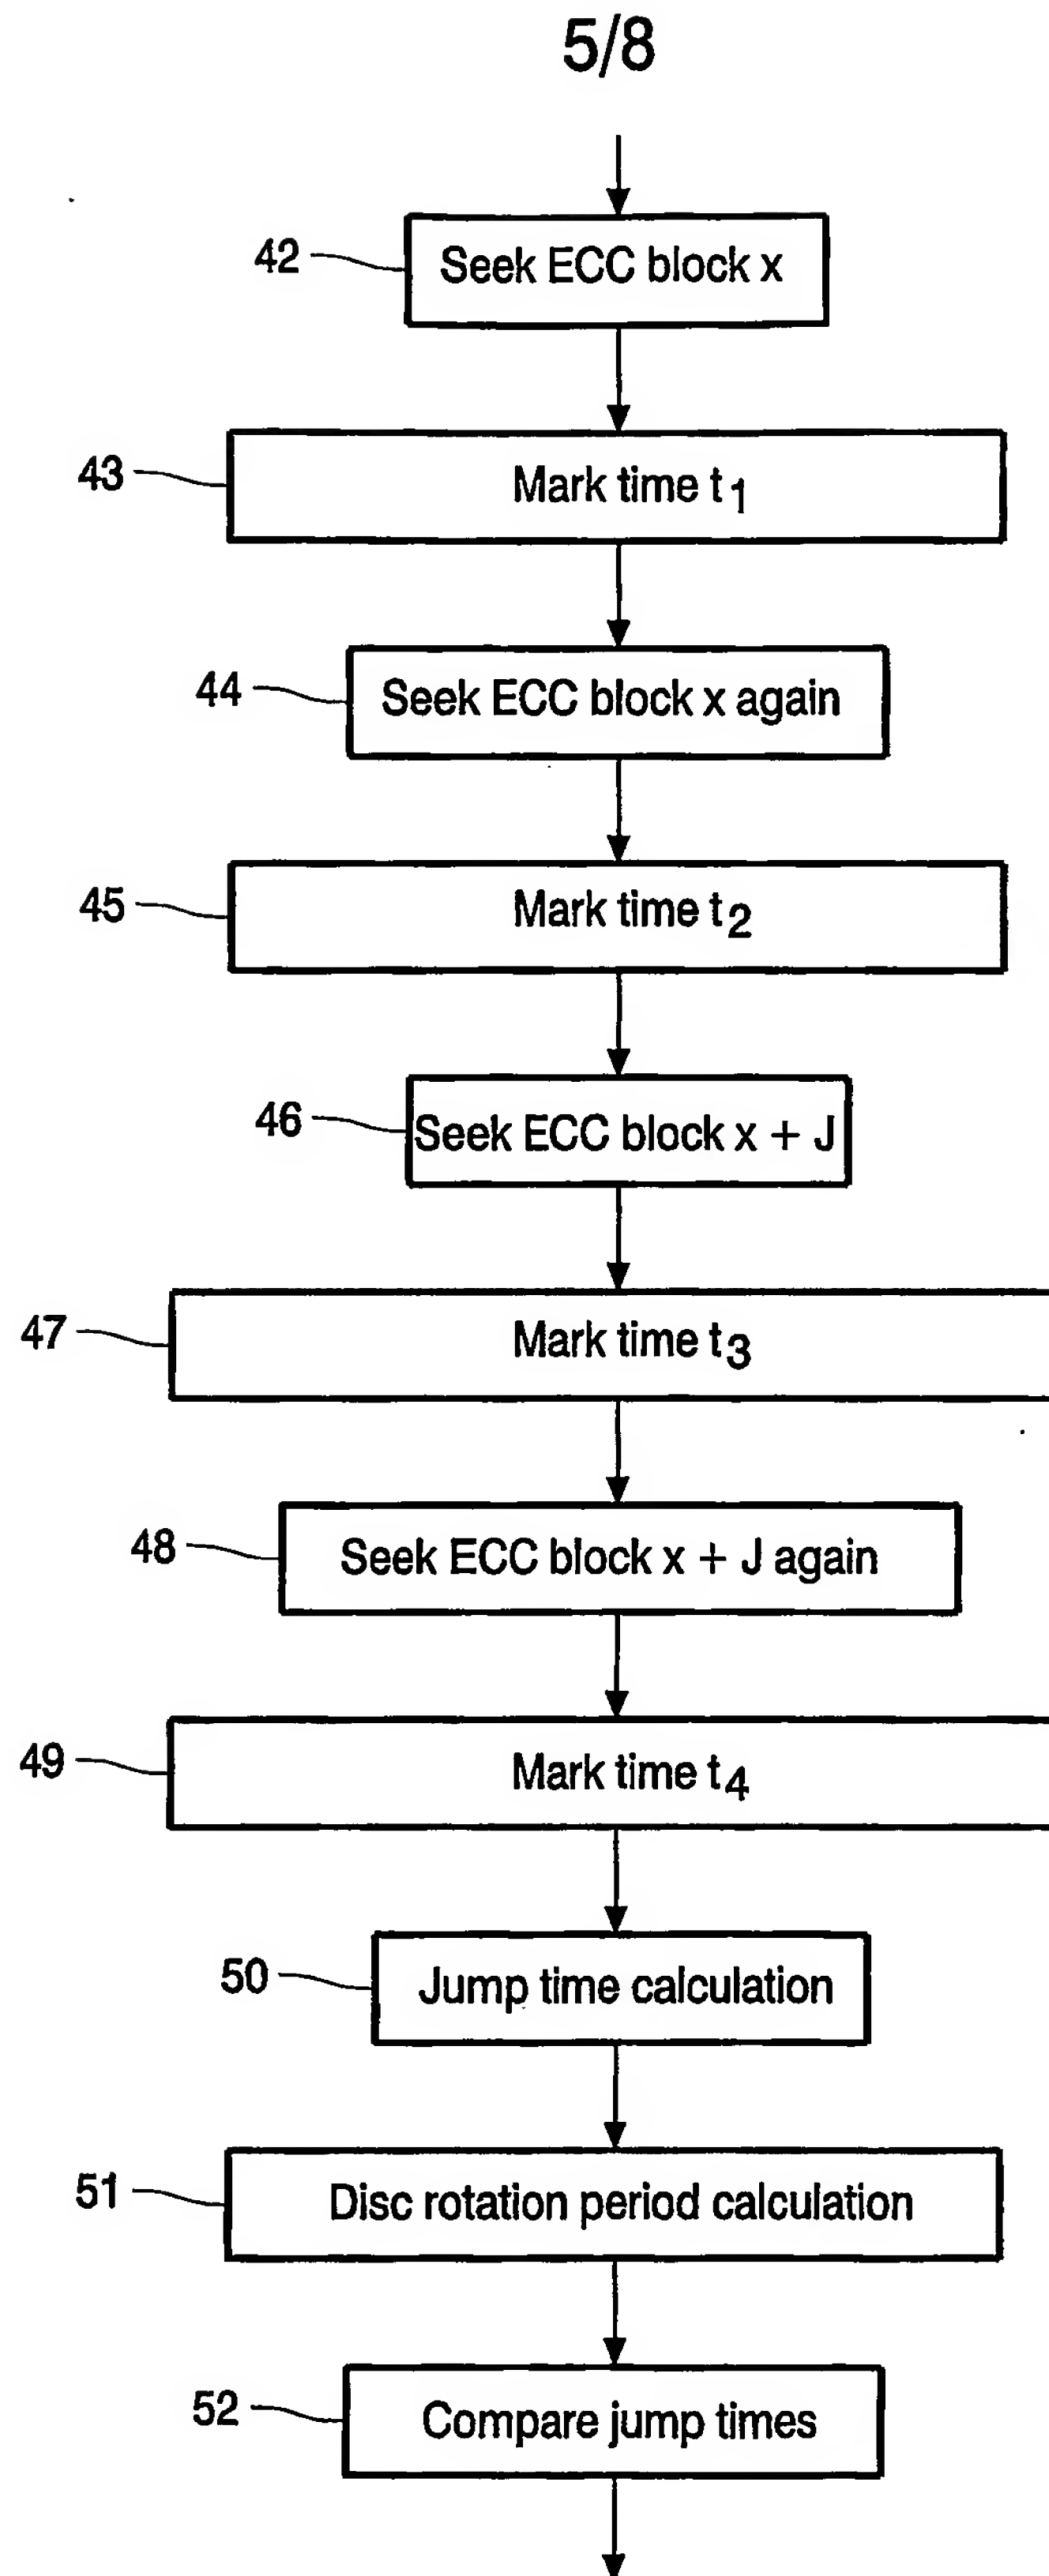 5/8
42 Seek ECC block x
43 Mark time t1
44 Seek ECC block x again
45 Mark time t2
46 Seek ECC block x + J
47 Mark time t3
48 Seek ECC block x + J again
49 Mark time t4
50 Jump time calculation
51 Disc rotation period calculation
52 Compare jump times